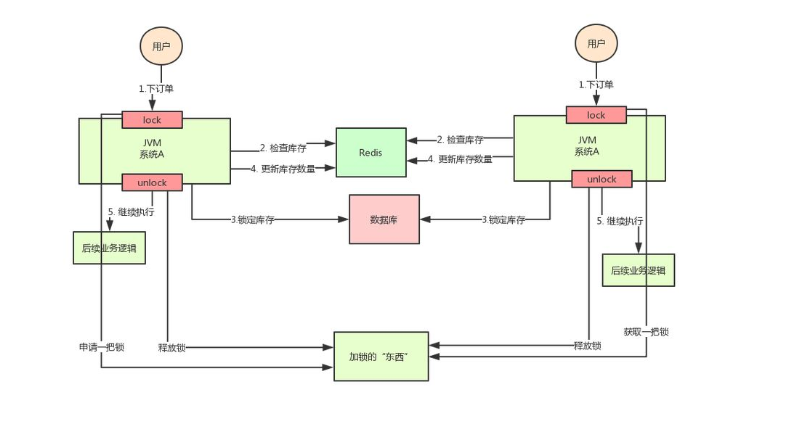 用户
用户
1.下订单
1.下订单
lock
lock
JVM
系统A
JVM
系统A
2. 检查库存
2. 检查库存
Redis
4. 更新库存数量
4. 更新库存数量
unlock
unlock
5. 继续执行
5. 继续执行
3.锁定库存
数据库
3.锁定库存
后续业务逻辑
后续业务逻辑
申请一把锁
释放锁
加锁的“东西”
释放锁
获取一把锁